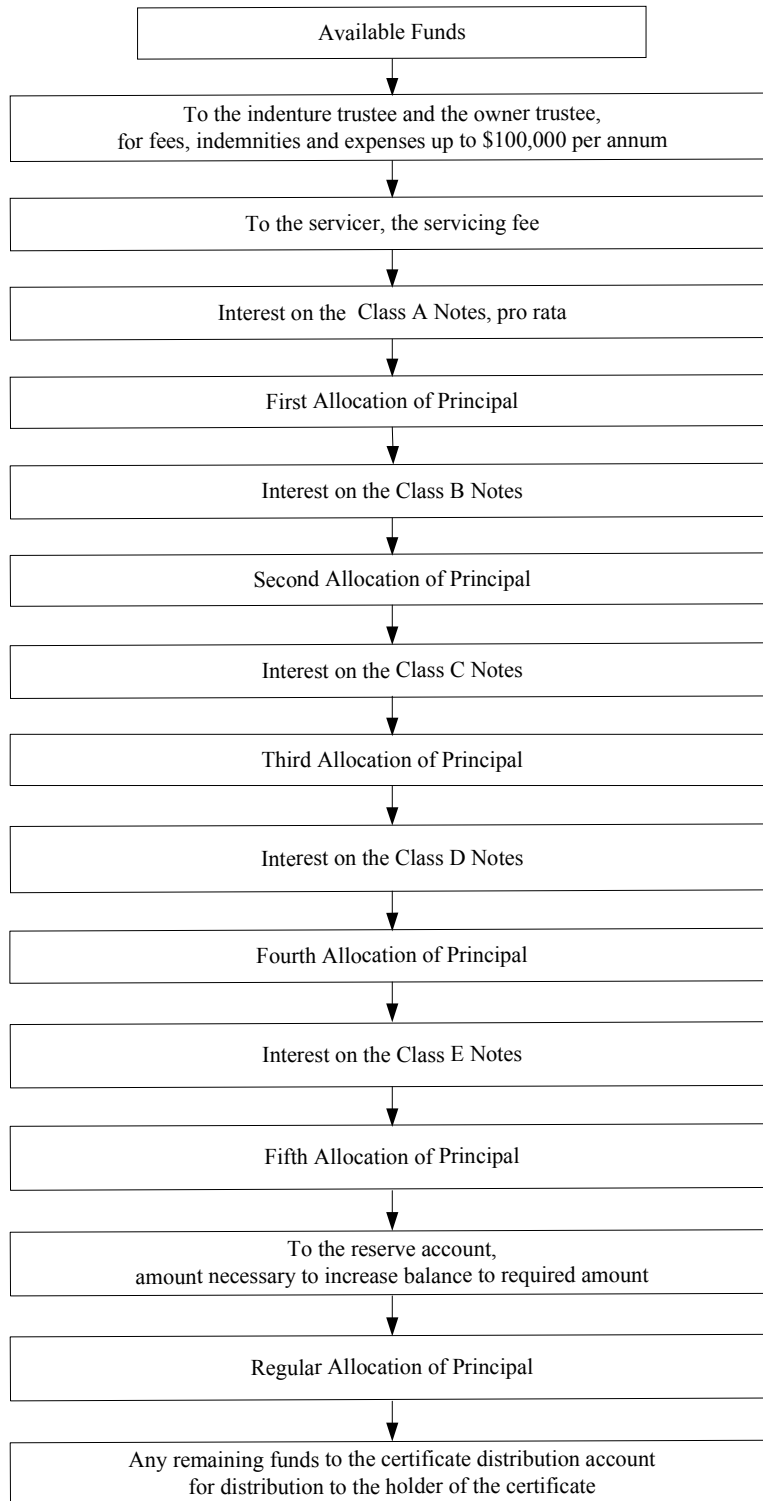 Available Funds
To the indenture trustee and the owner trustee,
for fees, indemnities and expenses up to $100,000 per annum
To the servicer, the servicing fee
Interest on the Class A Notes, pro rata
First Allocation of Principal
Interest on the Class B Notes
Second Allocation of Principal
Interest on the Class C Notes
Third Allocation of Principal
Interest on the Class D Notes
Fourth Allocation of Principal
Interest on the Class E Notes
Fifth Allocation of Principal
To the reserve account,
amount necessary to increase balance to required amount
Regular Allocation of Principal
Any remaining funds to the certificate distribution account
for distribution to the holder of the certificate